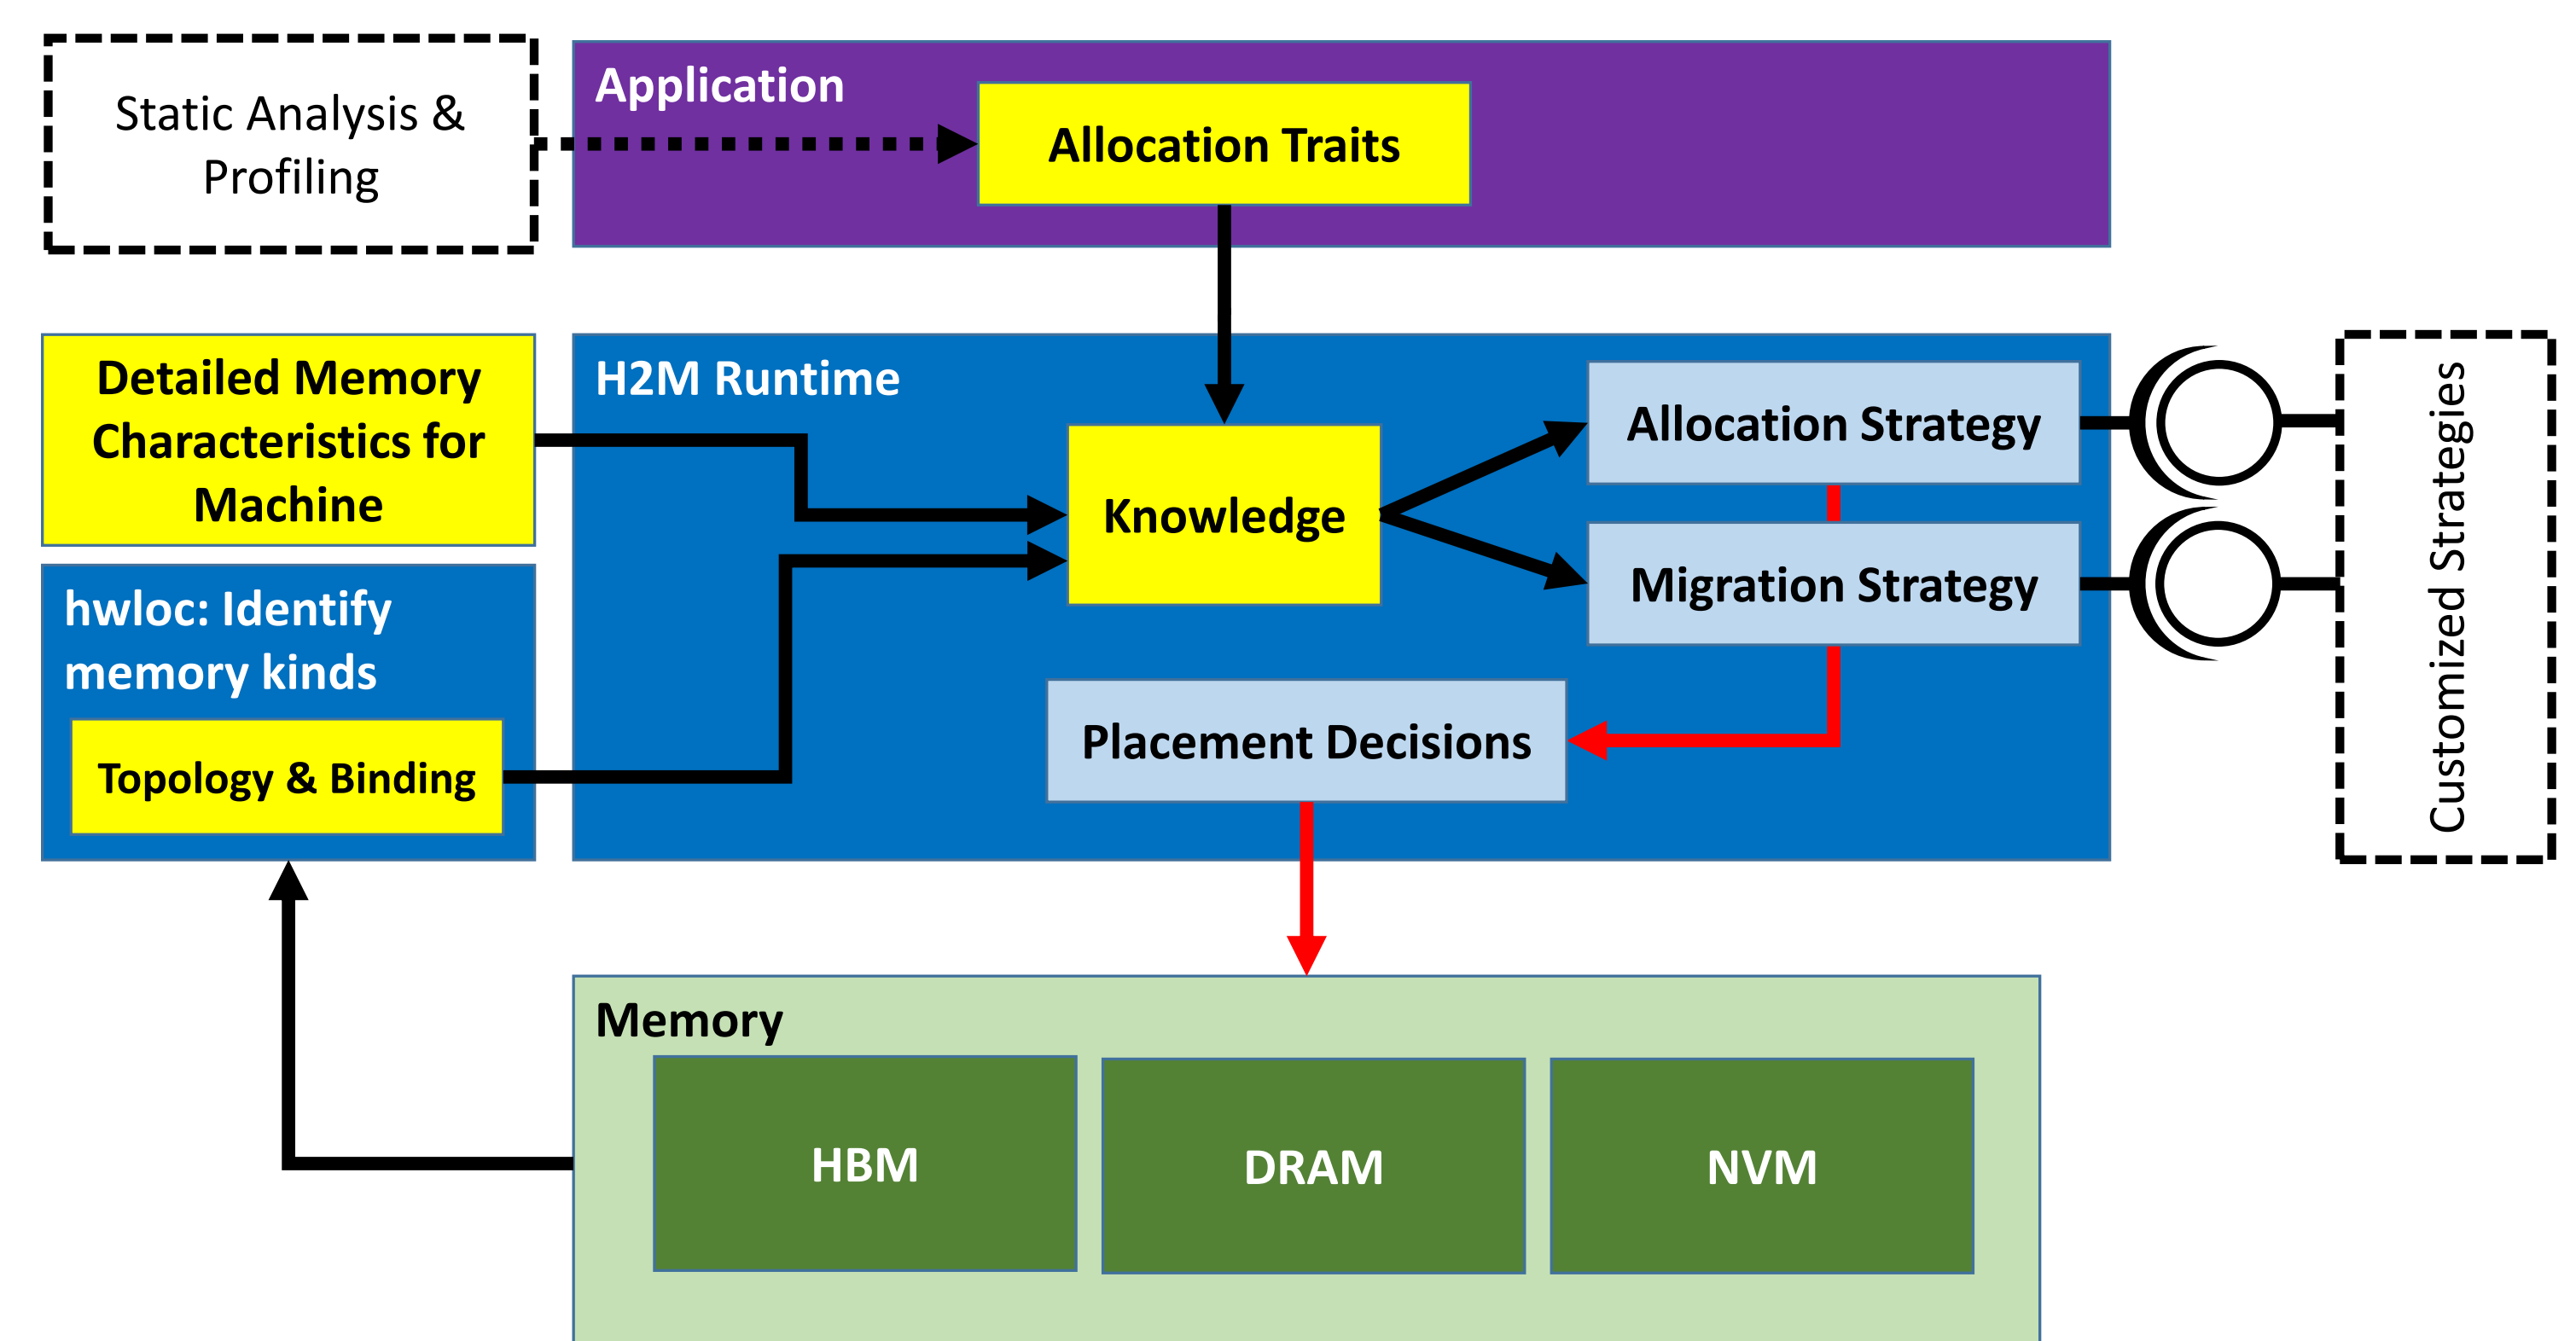 Static Analysis &
Profiling
Application
Allocation Traits
Detailed Memory
Characteristics for
Machine
H2M Runtime
Knowledge
Allocation Strategy
Migration Strategy
Customized Strategies
hwloc: Identify
memory kinds
Topology & Binding
Placement Decisions
Memory
HBM
DRAM
NVM